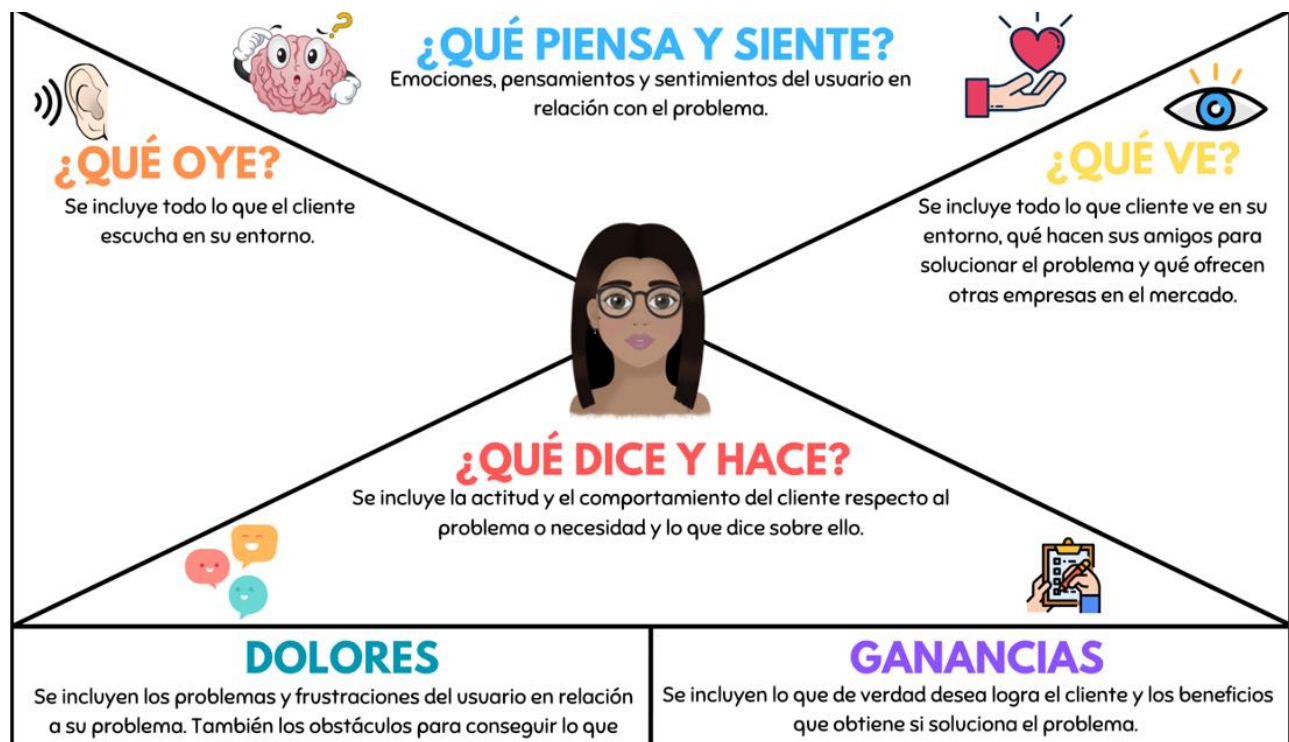 ¿QUÉ PIENSA Y SIENTE?
Emociones, pensamientos y sentimientos del usuario en
relación con el problema.
¿QUÉ OYE?
Se incluye todo lo que el cliente
escucha en su entorno.
¿QUÉ VE?
Se incluye todo lo que cliente ve en su
entorno, qué hacen sus amigos para
solucionar el problema y qué ofrecen
otras empresas en el mercado.
¿QUÉ DICE Y HACE?
Se incluye la actitud y el comportamiento del cliente respecto al
problema o necesidad y lo que dice sobre ello.
DOLORES
Se incluyen los problemas y frustraciones del usuario en relación
a su problema. También los obstáculos para conseguir lo que
GANANCIAS
Se incluyen lo que de verdad desea logra el cliente y los beneficios
que obtiene si soluciona el problema.